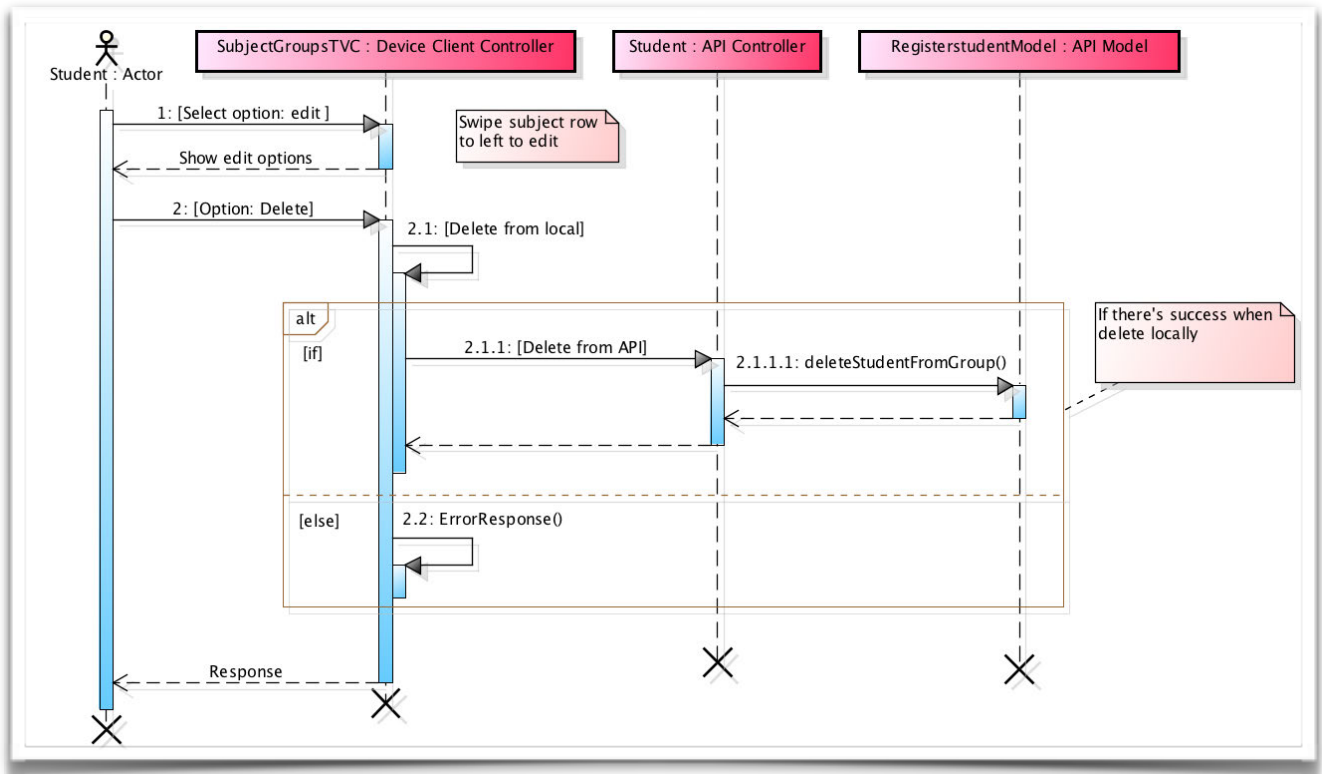 Student : Actor
SubjectGroupsTVC : Device Client Controller
Student : API Controller
RegisterstudentModel : API Model
1: [Select option: edit ]
Swipe subject row
to left to edit
Show edit options
2: [Option: Delete]
2.1: [Delete from local]
alt
[if]
If there's success when
delete locally
2.1.1: [Delete from API]
2.1.1.1: deleteStudentFromGroup()
[else]
2.2: ErrorResponse()
Response